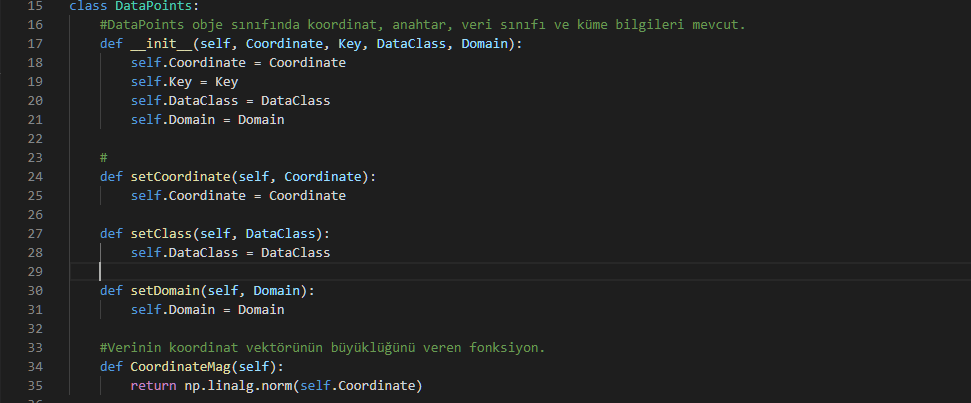 15 class DataPoints:
16 #DataPoints obje sınıfında koordinat, anahtar, veri sınıfı ve küme bilgileri mevcut.
17 def __init__(self, Coordinate, Key, DataClass, Domain):
18 self.Coordinate = Coordinate
19 self.Key = Key
20 self.DataClass = DataClass
21 self.Domain = Domain
22
23 #
24 def setCoordinate(self, Coordinate):
25 self.Coordinate = Coordinate
26
27 def setClass(self, DataClass):
28 self.DataClass = DataClass
29
30 def setDomain(self, Domain):
31 self.Domain = Domain
32
33 #Verinin koordinat vektörünün büyüklüğünü veren fonksiyon.
34 def CoordinateMag(self):
35 return np.linalg.norm(self.Coordinate)